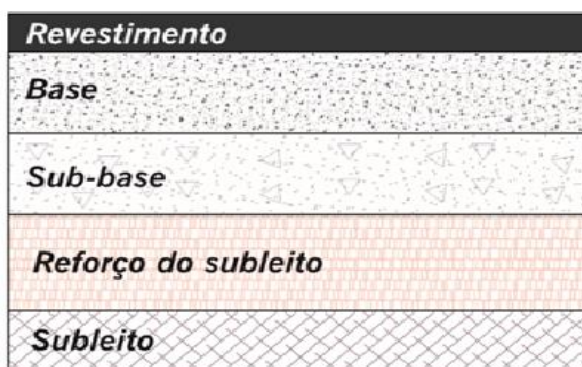 Revestimento
Base
Sub-base
Reforço do subleito
Subleito